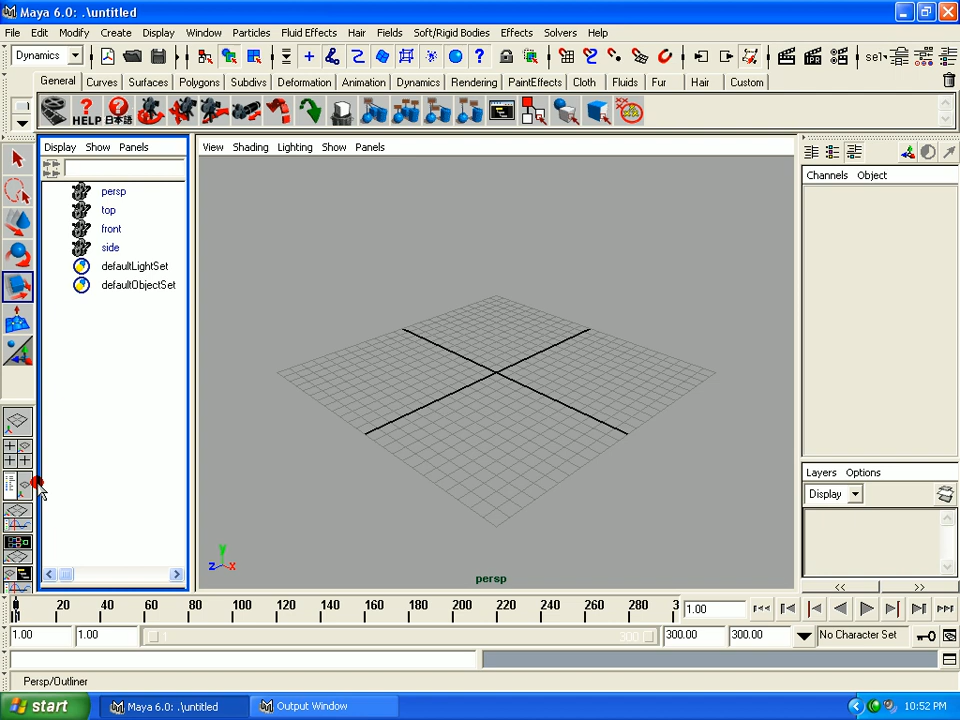 Maya 6.0: .\untitled
File Edit Modify Create Display Window Particles Fluid Effects Hair Fields Soft/Rigid Bodies Effects Solvers Help
Dynamics sel
General Curves Surfaces Polygons Subdivs Deformation Animation Dynamics Rendering PaintEffects Cloth Fluids Fur Hair Custom
HELP 日本語
Display Show Panels
View Shading Lighting Show Panels
Channels Object
persp
top
front
side
defaultLightSet
defaultObjectSet
Layers Options
Display
y
z x
persp
20 40 60 80 100 120 140 160 180 200 220 240 260 280 3 1.00
1.00 1.00 1 300 300.00 300.00 No Character Set
Persp/Outliner
start Maya 6.0: .\untitled Output Window 10:52 PM